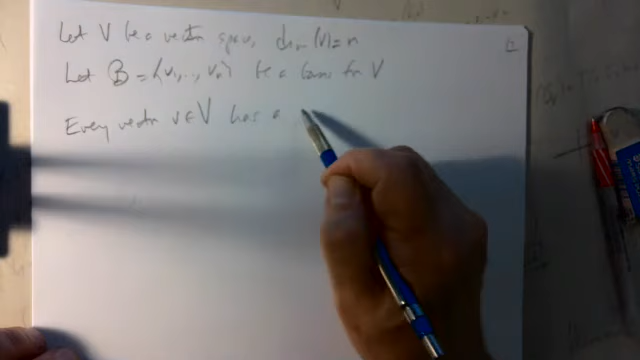 Let V be a vector space, dim(V)=n
Let B = {v₁,..., vₙ} be a basis for V
Every vector v ∈ V has a